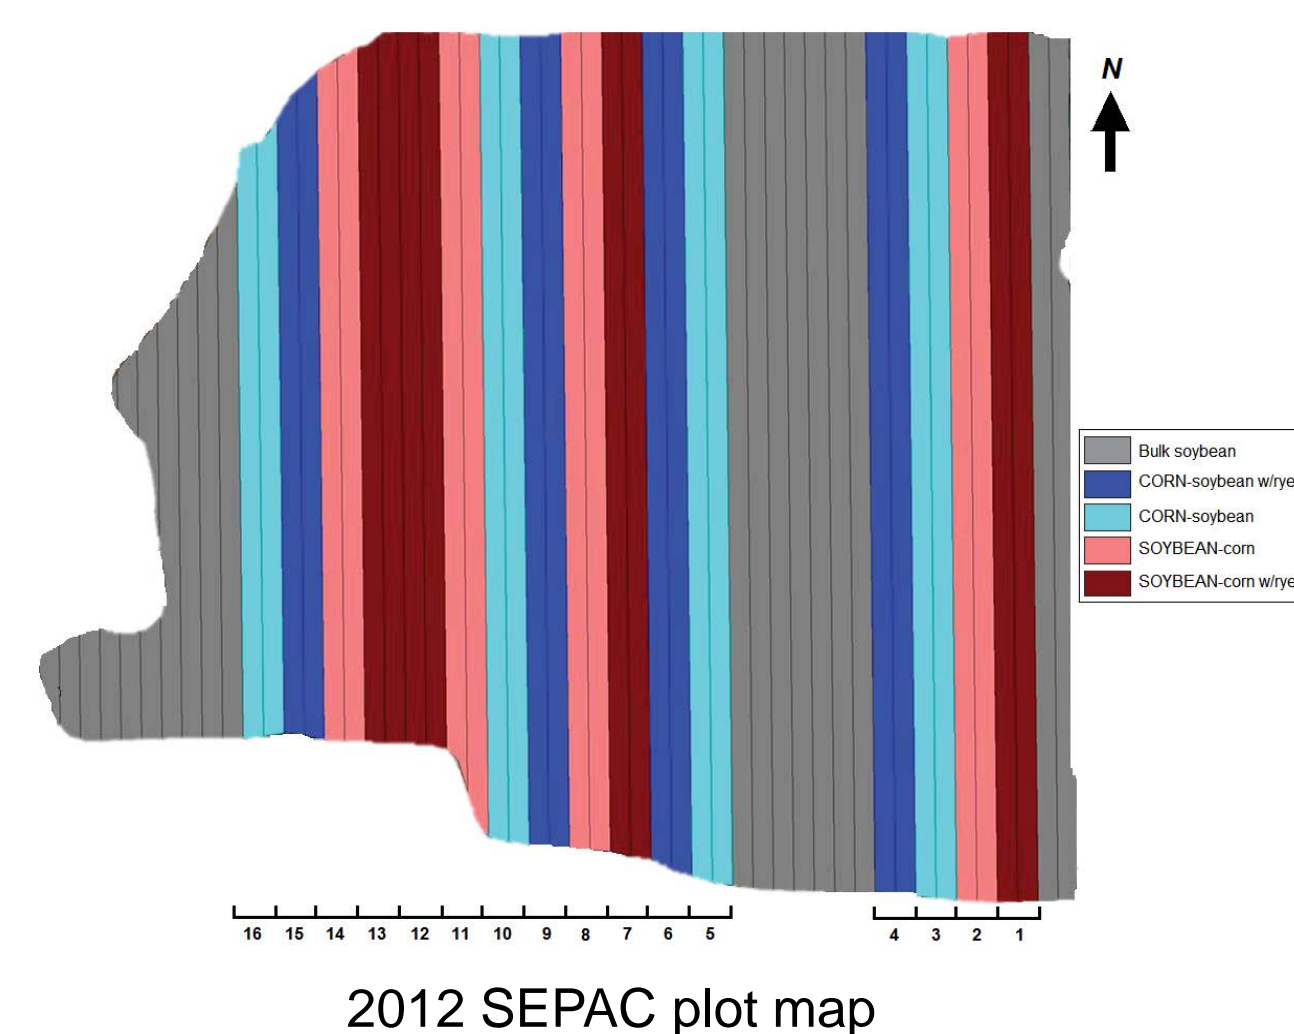 N
Bulk soybean
CORN-soybean w/rye
CORN-soybean
SOYBEAN-corn
SOYBEAN-corn w/rye
16 15 14 13 12 11 10 9 8 7 6 5 4 3 2 1
2012 SEPAC plot map